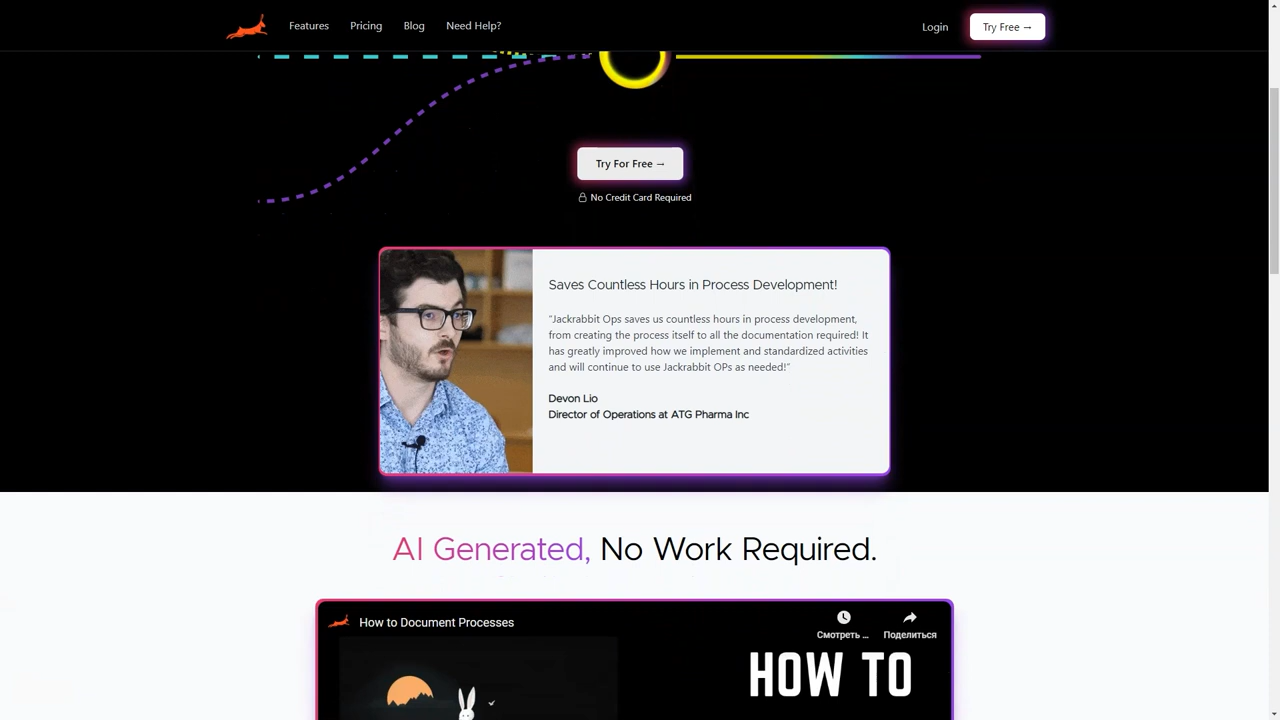 Features Pricing Blog Need Help? Login Try Free →
Try For Free →
No Credit Card Required
Saves Countless Hours in Process Development!
“Jackrabbit Ops saves us countless hours in process development,
from creating the process itself to all the documentation required! It
has greatly improved how we implement and standardized activities
and will continue to use Jackrabbit OPs as needed!”
Devon Lio
Director of Operations at ATG Pharma Inc
AI Generated, No Work Required.
How to Document Processes
Смотреть ... Поделиться
HOW TO